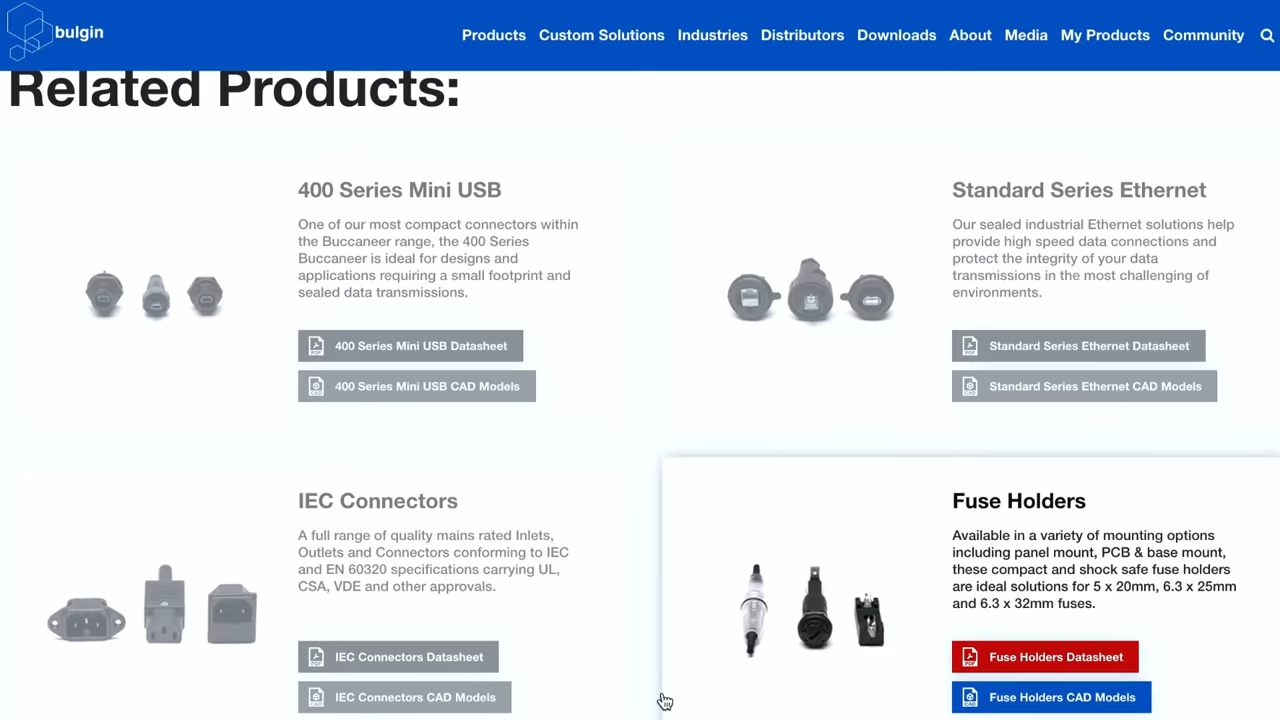 bulgin
Products Custom Solutions Industries Distributors Downloads About Media My Products Community
Related Products:
400 Series Mini USB
One of our most compact connectors within
the Buccaneer range, the 400 Series
Buccaneer is ideal for designs and
applications requiring a small footprint and
sealed data transmissions.
PDF 400 Series Mini USB Datasheet
CAD 400 Series Mini USB CAD Models
Standard Series Ethernet
Our sealed industrial Ethernet solutions help
provide high speed data connections and
protect the integrity of your data
transmissions in the most challenging of
environments.
PDF Standard Series Ethernet Datasheet
CAD Standard Series Ethernet CAD Models
IEC Connectors
A full range of quality mains rated Inlets,
Outlets and Connectors conforming to IEC
and EN 60320 specifications carrying UL,
CSA, VDE and other approvals.
PDF IEC Connectors Datasheet
CAD IEC Connectors CAD Models
Fuse Holders
Available in a variety of mounting options
including panel mount, PCB & base mount,
these compact and shock safe fuse holders
are ideal solutions for 5 x 20mm, 6.3 x 25mm
and 6.3 x 32mm fuses.
PDF Fuse Holders Datasheet
CAD Fuse Holders CAD Models